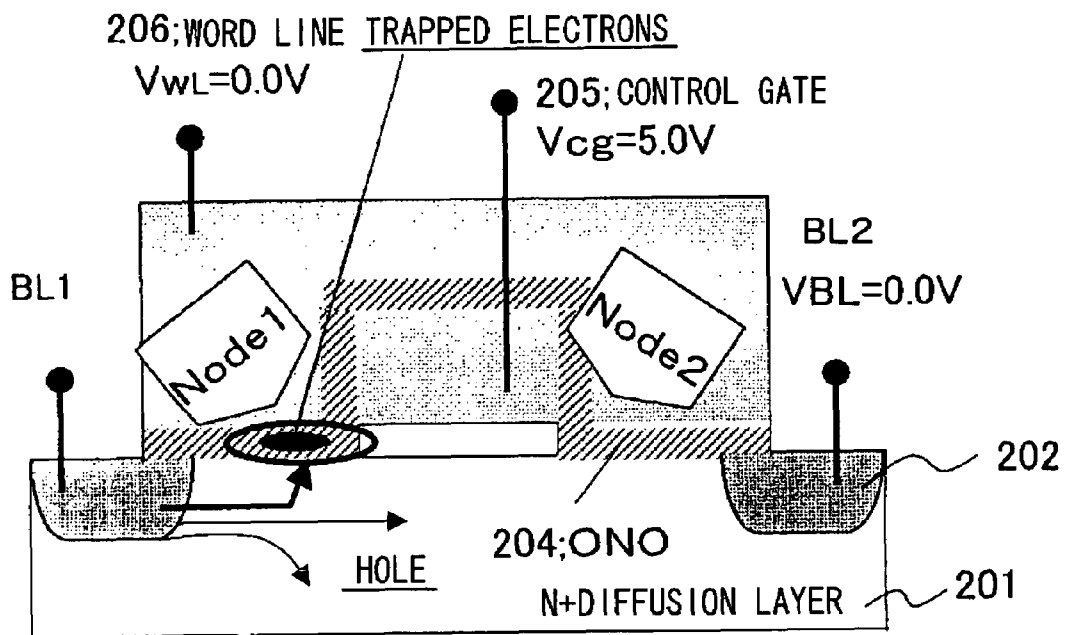 206;WORD LINE TRAPPED ELECTRONS
VWL=0.0V
205;CONTROL GATE
Vcg=5.0V
BL2
VBL=0.0V
BL1
Node1
Node2
202
204;ONO
HOLE
N+DIFFUSION LAYER
201